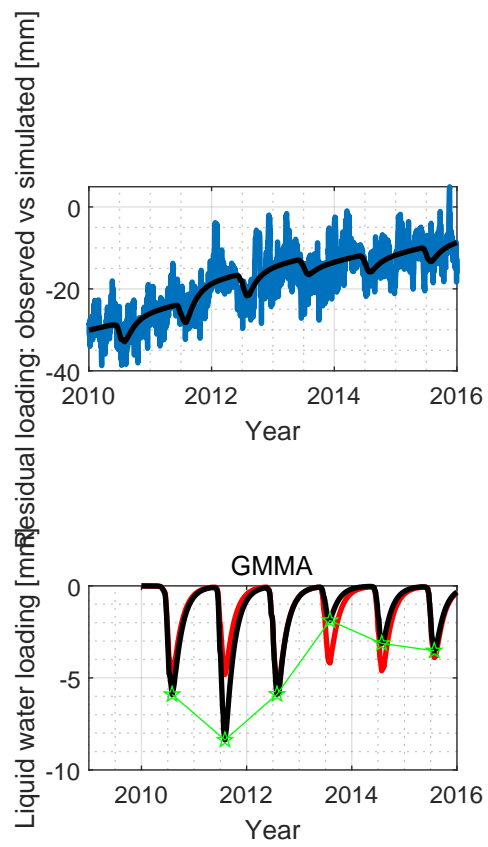 Residual loading: observed vs simulated [mm]
0
-20
-40
2010
2012
2014
2016
Year
GMMA
Liquid water loading [mm]
0
-5
-10
2010
2012
2014
2016
Year